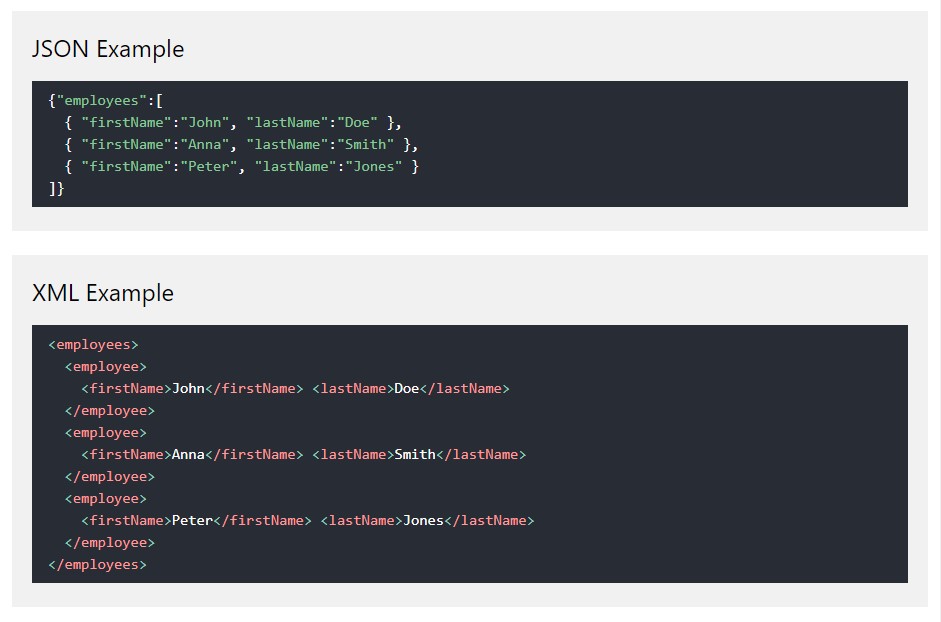 JSON Example
{"employees":[
  { "firstName":"John", "lastName":"Doe" },
  { "firstName":"Anna", "lastName":"Smith" },
  { "firstName":"Peter", "lastName":"Jones" }
]}
XML Example
<employees>
  <employee>
    <firstName>John</firstName> <lastName>Doe</lastName>
  </employee>
  <employee>
    <firstName>Anna</firstName> <lastName>Smith</lastName>
  </employee>
  <employee>
    <firstName>Peter</firstName> <lastName>Jones</lastName>
  </employee>
</employees>